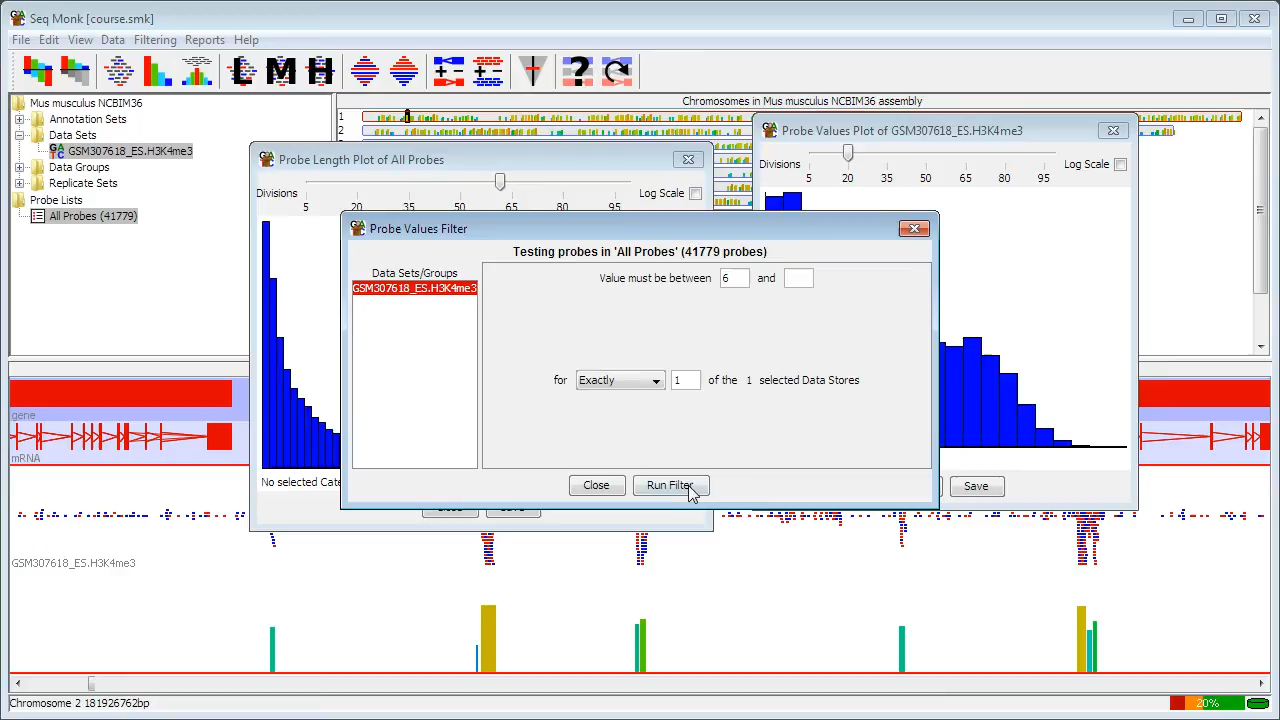 Seq Monk [course.smk]
File Edit View Data Filtering Reports Help
L M H
Mus musculus NCBIM36
Annotation Sets
Data Sets
GSM307618_ES.H3K4me3
Data Groups
Replicate Sets
Probe Lists
All Probes (41779)
Chromosomes in Mus musculus NCBIM36 assembly
1
2
Probe Length Plot of All Probes
Divisions
5 20 35 50 65 80 95
Log Scale
No selected Cate
Probe Values Plot of GSM307618_ES.H3K4me3
Divisions
5 20 35 50 65 80 95
Log Scale
Save
Probe Values Filter
Testing probes in 'All Probes' (41779 probes)
Data Sets/Groups
GSM307618_ES.H3K4me3
Value must be between 6 and
for Exactly 1 of the 1 selected Data Stores
Close Run Filter
gene
mRNA
GSM307618_ES.H3K4me3
Chromosome 2 181926762bp
20%